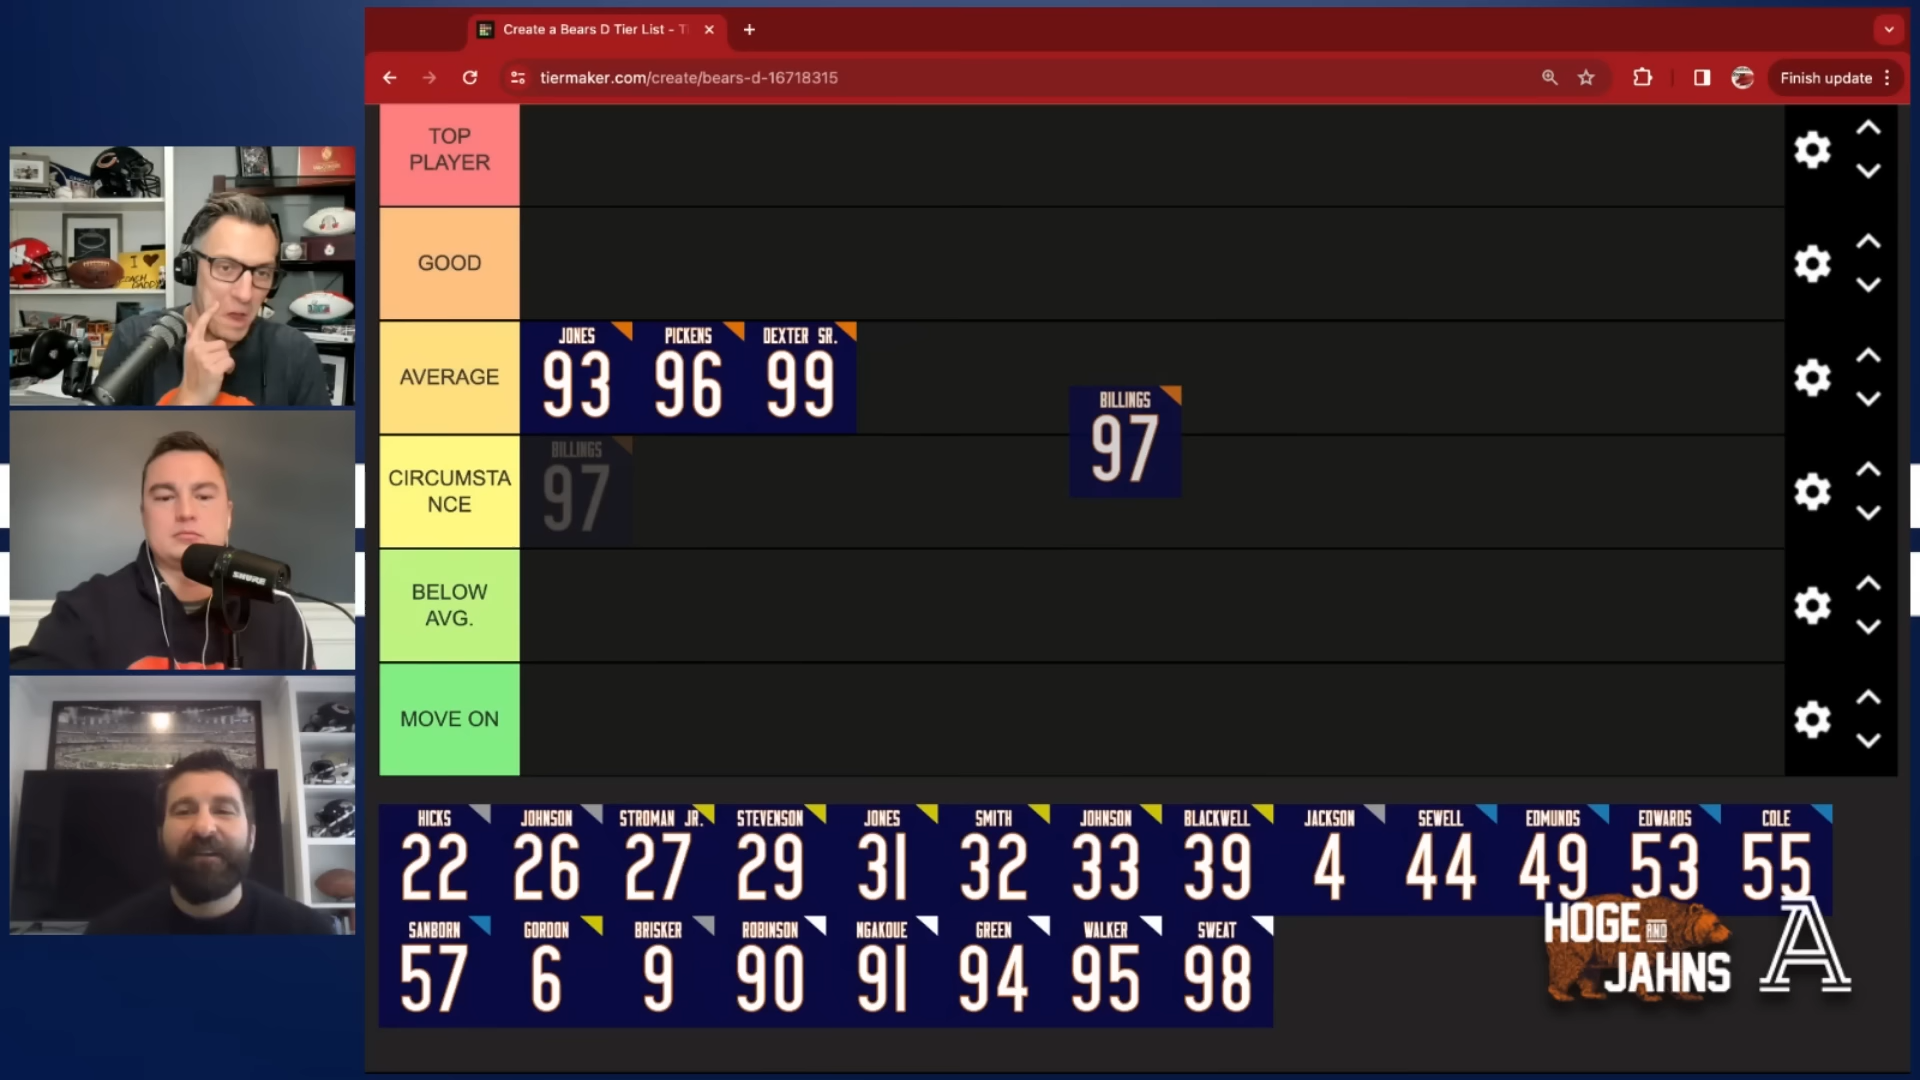 Create a Bears D Tier List - T
tiermaker.com/create/bears-d-16718315
Finish update
TOP
PLAYER
GOOD
AVERAGE
JONES
93
PICKENS
96
DEXTER SR.
99
BILLINGS
97
CIRCUMSTA
NCE
BILLINGS
97
BELOW
AVG.
MOVE ON
HICKS
22
JOHNSON
26
STROMAN JR.
27
STEVENSON
29
JONES
31
SMITH
32
JOHNSON
33
BLACKWELL
39
JACKSON
4
SEWELL
44
EDMUNDS
49
EDWARDS
53
COLE
55
SANBORN
57
GORDON
6
BRISKER
9
ROBINSON
90
NGAKOUE
91
GREEN
94
WALKER
95
SWEAT
98
HOGE AND
JAHNS
A
I
COACH
DADDY
SHURE